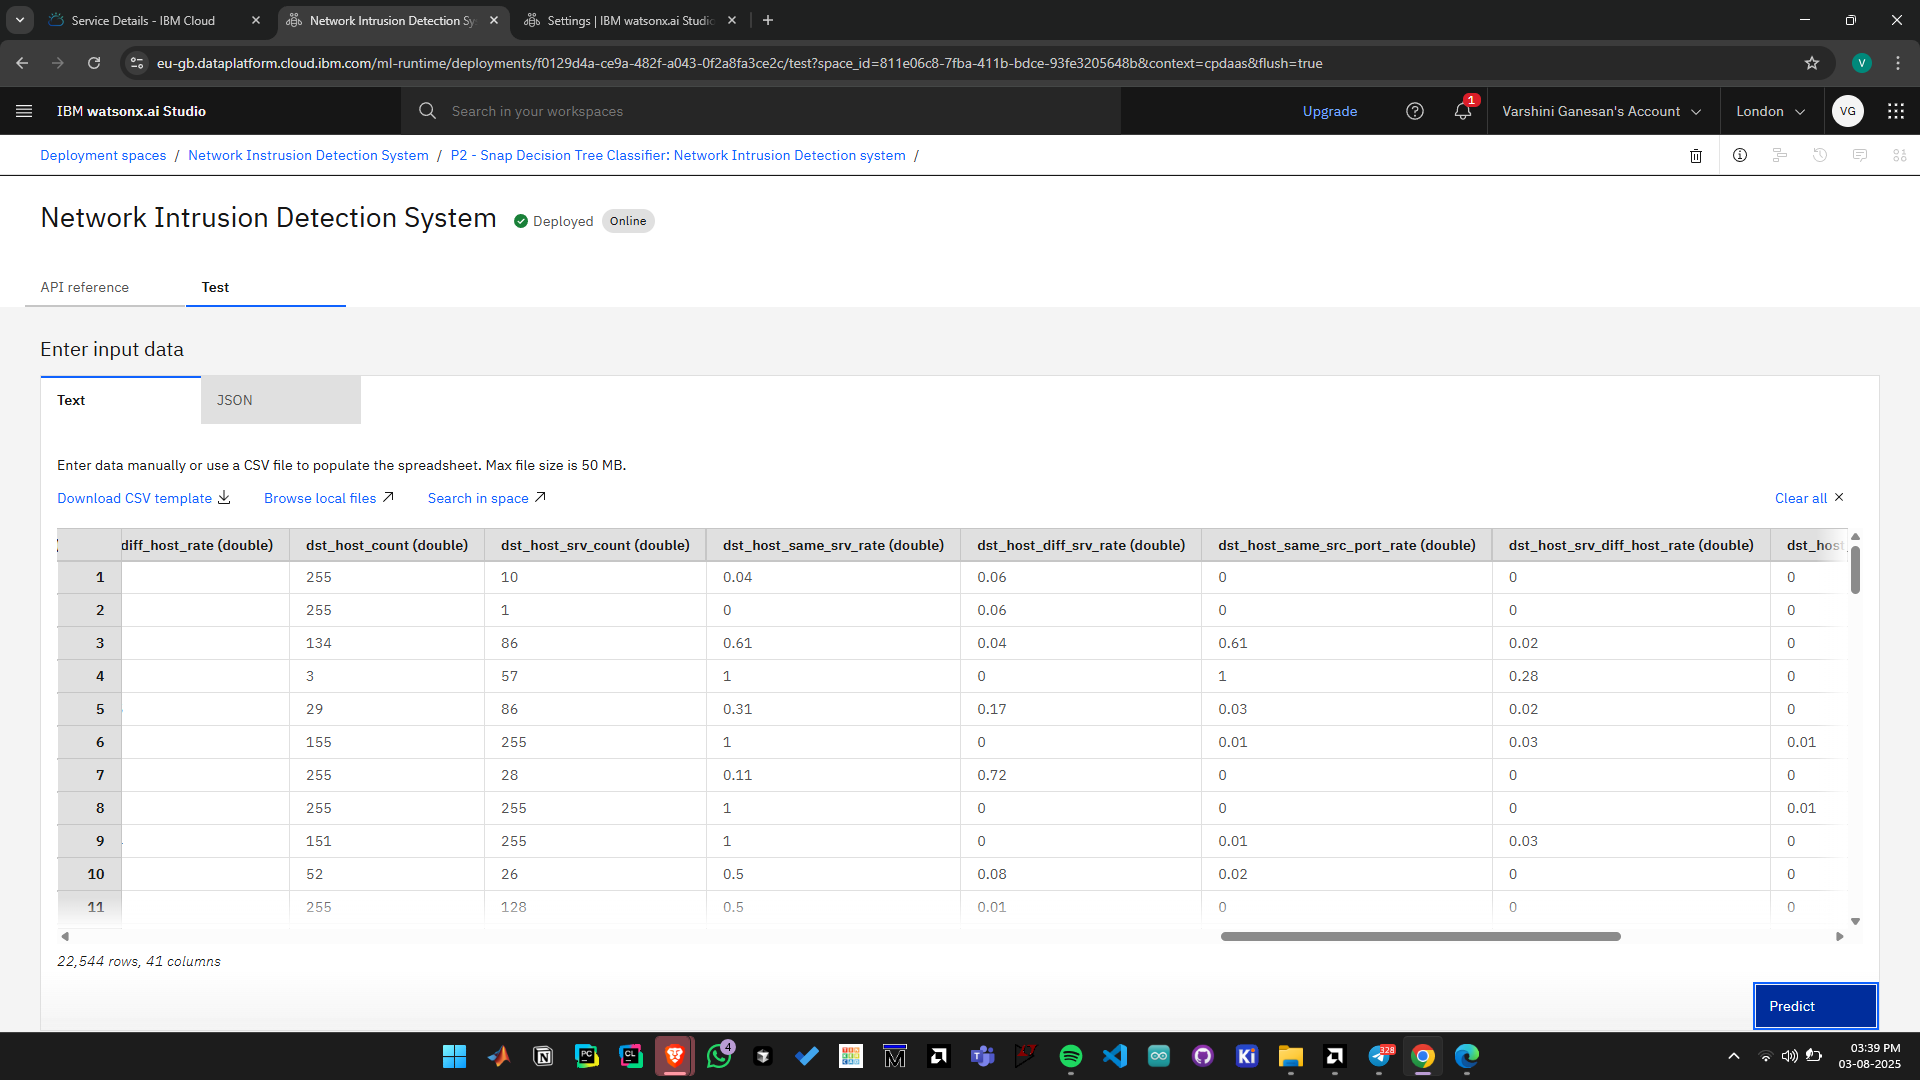 Service Details - IBM Cloud
Network Intrusion Detection Sy
Settings | IBM watsonx.ai Studio
eu-gb.dataplatform.cloud.ibm.com/ml-runtime/deployments/f0129d4a-ce9a-482f-a043-0f2a8fa3ce2c/test?space_id=811e06c8-7fba-411b-bdce-93fe3205648b&context=cpdaas&flush=true
V
IBM watsonx.ai Studio
Search in your workspaces
Upgrade
1
Varshini Ganesan's Account
London
VG
Deployment spaces / Network Instrusion Detection System / P2 - Snap Decision Tree Classifier: Network Intrusion Detection system /
Network Intrusion Detection System Deployed Online
API reference Test
Enter input data
Text JSON
Enter data manually or use a CSV file to populate the spreadsheet. Max file size is 50 MB.
Download CSV template Browse local files Search in space Clear all
diff_host_rate (double) dst_host_count (double) dst_host_srv_count (double) dst_host_same_srv_rate (double) dst_host_diff_srv_rate (double) dst_host_same_src_port_rate (double) dst_host_srv_diff_host_rate (double) dst_host
1 255 10 0.04 0.06 0 0 0
2 255 1 0 0.06 0 0 0
3 134 86 0.61 0.04 0.61 0.02 0
4 3 57 1 0 1 0.28 0
5 29 86 0.31 0.17 0.03 0.02 0
6 155 255 1 0 0.01 0.03 0.01
7 255 28 0.11 0.72 0 0 0
8 255 255 1 0 0 0 0.01
9 151 255 1 0 0.01 0.03 0
10 52 26 0.5 0.08 0.02 0 0
11 255 128 0.5 0.01 0 0 0
22,544 rows, 41 columns
Predict
PC
CL
4
M
T
Ki
328
03:39 PM
03-08-2025